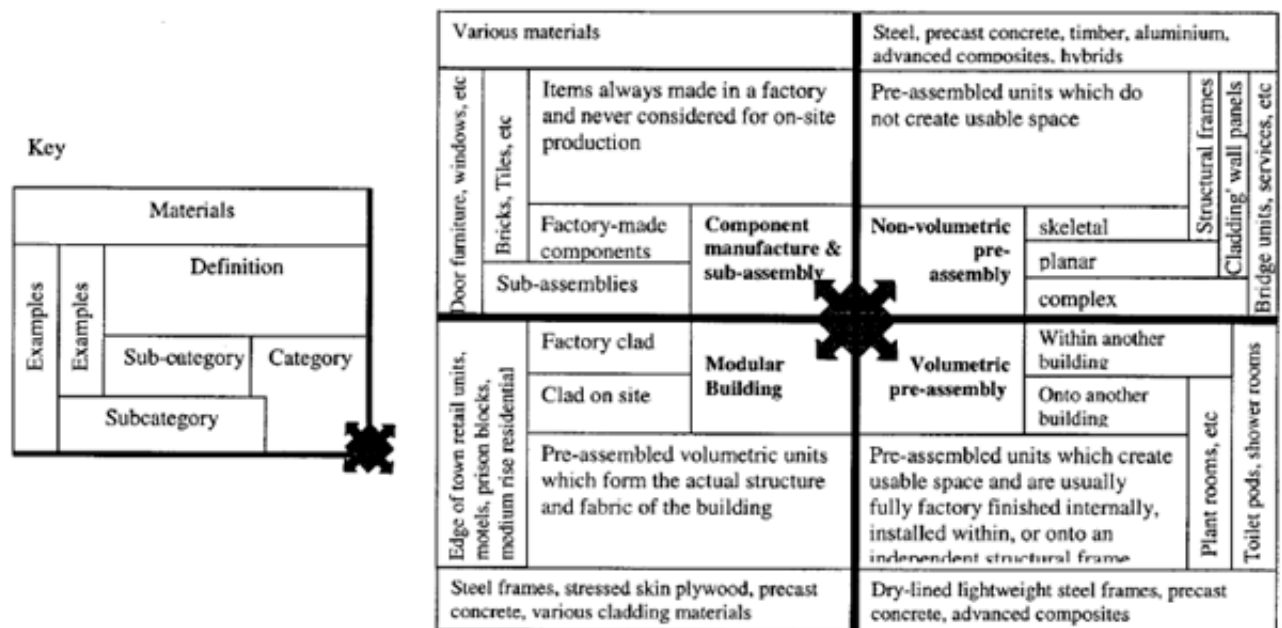 Key
Materials
Definition
Examples
Examples
Sub-category
Category
Subcategory
Various materials
Door furniture, windows, etc
Bricks, Tiles, etc
Items always made in a factory
and never considered for on-site
production
Factory-made
components
Sub-assemblies
Component
manufacture &
sub-assembly
Steel, precast concrete, timber, aluminium,
advanced composites, hybrids
Pre-assembled units which do
not create usable space
Non-volumetric
pre-
assembly
skeletal
planar
complex
Structural frames
Cladding' wall panels
Bridge units, services, etc
Edge of town retail units,
motels, prison blocks,
medium rise residential
Factory clad
Clad on site
Modular
Building
Pre-assembled volumetric units
which form the actual structure
and fabric of the building
Steel frames, stressed skin plywood, precast
concrete, various cladding materials
Volumetric
pre-assembly
Within another
building
Onto another
building
Pre-assembled units which create
usable space and are usually
fully factory finished internally,
installed within, or onto an
independent structural frame
Plant rooms, etc
Toilet pods, shower rooms
Dry-lined lightweight steel frames, precast
concrete, advanced composites